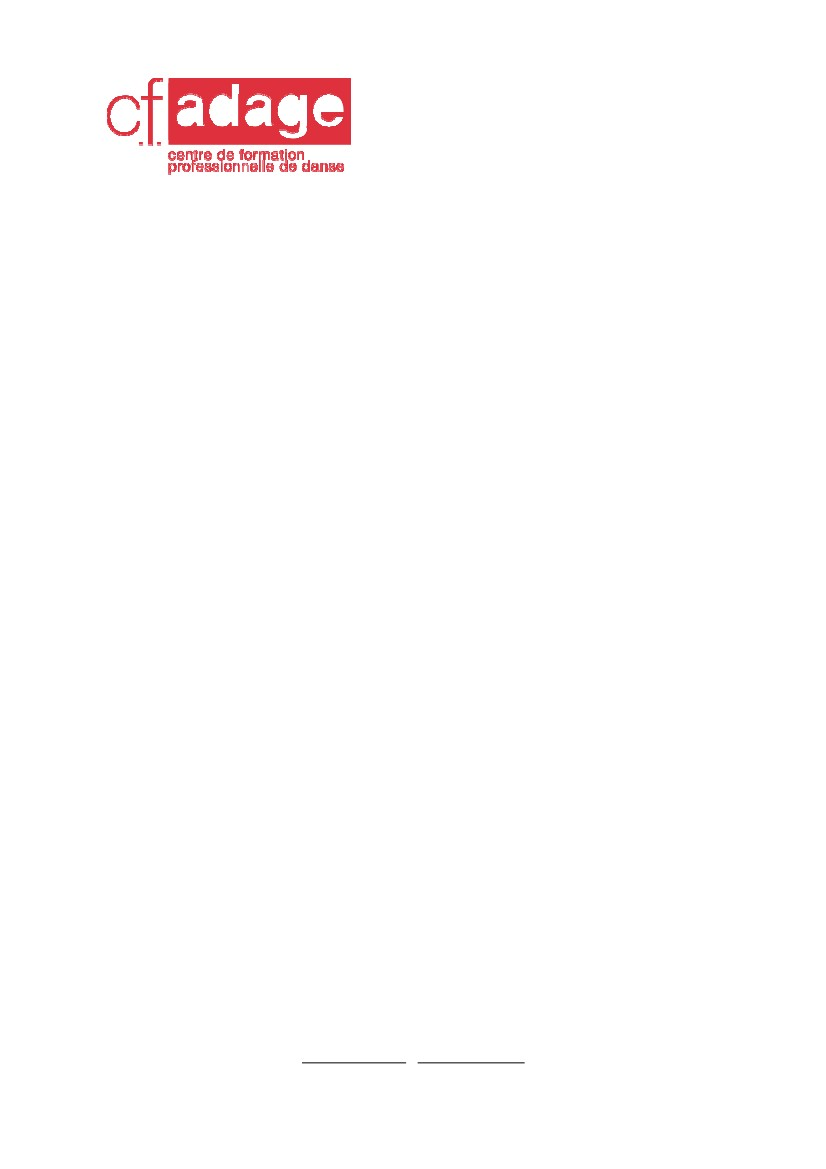 cf adage
centre de formation
professionnelle de danse